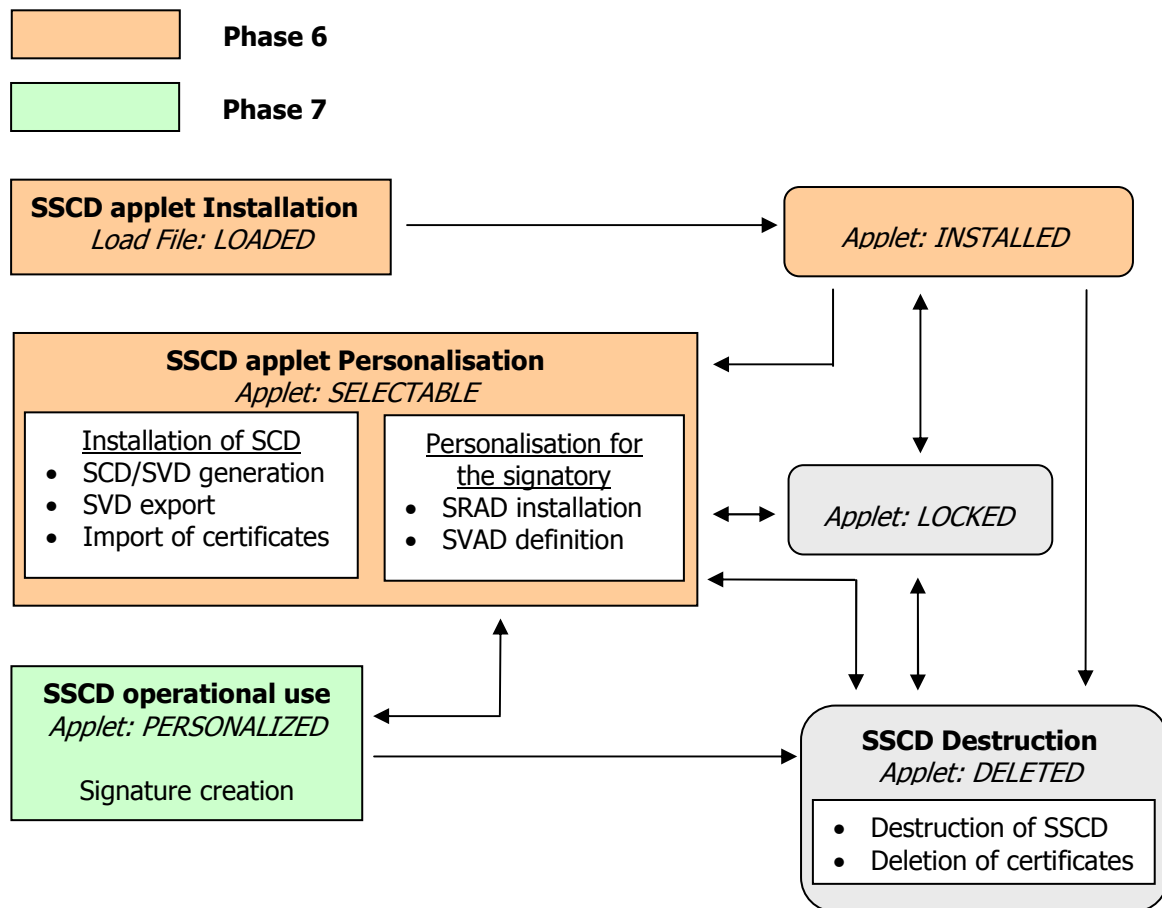 Phase 6
Phase 7
SSCD applet Installation
Load File: LOADED
Applet: INSTALLED
SSCD applet Personalisation
Applet: SELECTABLE
Installation of SCD
• SCD/SVD generation
• SVD export
• Import of certificates
Personalisation for
the signatory
• SRAD installation
• SVAD definition
Applet: LOCKED
SSCD operational use
Applet: PERSONALIZED
Signature creation
SSCD Destruction
Applet: DELETED
• Destruction of SSCD
• Deletion of certificates